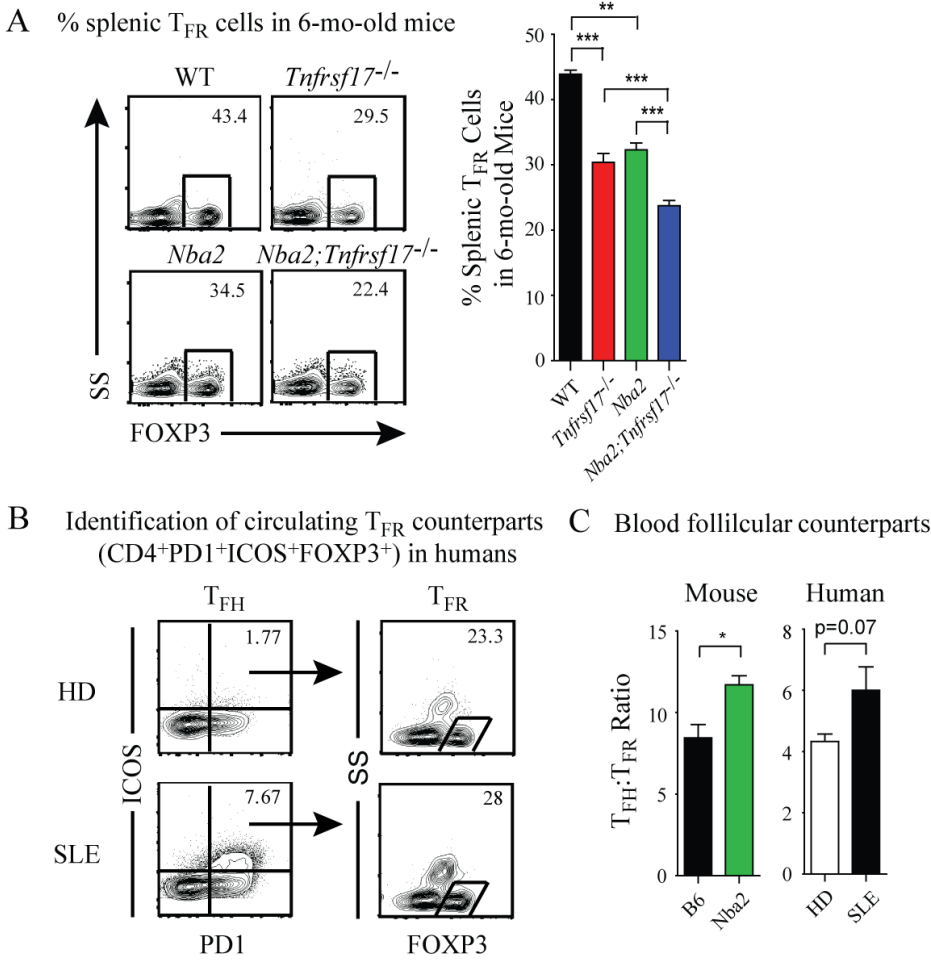 A % splenic TFR cells in 6-mo-old mice
WT
Tnfrsf17-/-
43.4
29.5
Nba2
Nba2;Tnfrsf17-/-
34.5
22.4
SS
FOXP3
% Splenic TFR Cells
in 6-mo-old Mice
50
40
30
20
10
0
**
***
***
***
WT
Tnfrsf17-/-
Nba2
Nba2;Tnfrsf17-/-
B Identification of circulating TFR counterparts
(CD4+PD1+ICOS+FOXP3+) in humans
TFH
TFR
HD
1.77
23.3
SLE
7.67
28
ICOS
SS
PD1
FOXP3
C Blood follilcular counterparts
Mouse
Human
TFH:TFR Ratio
15
10
5
0
*
B6
Nba2
8
6
4
2
0
p=0.07
HD
SLE